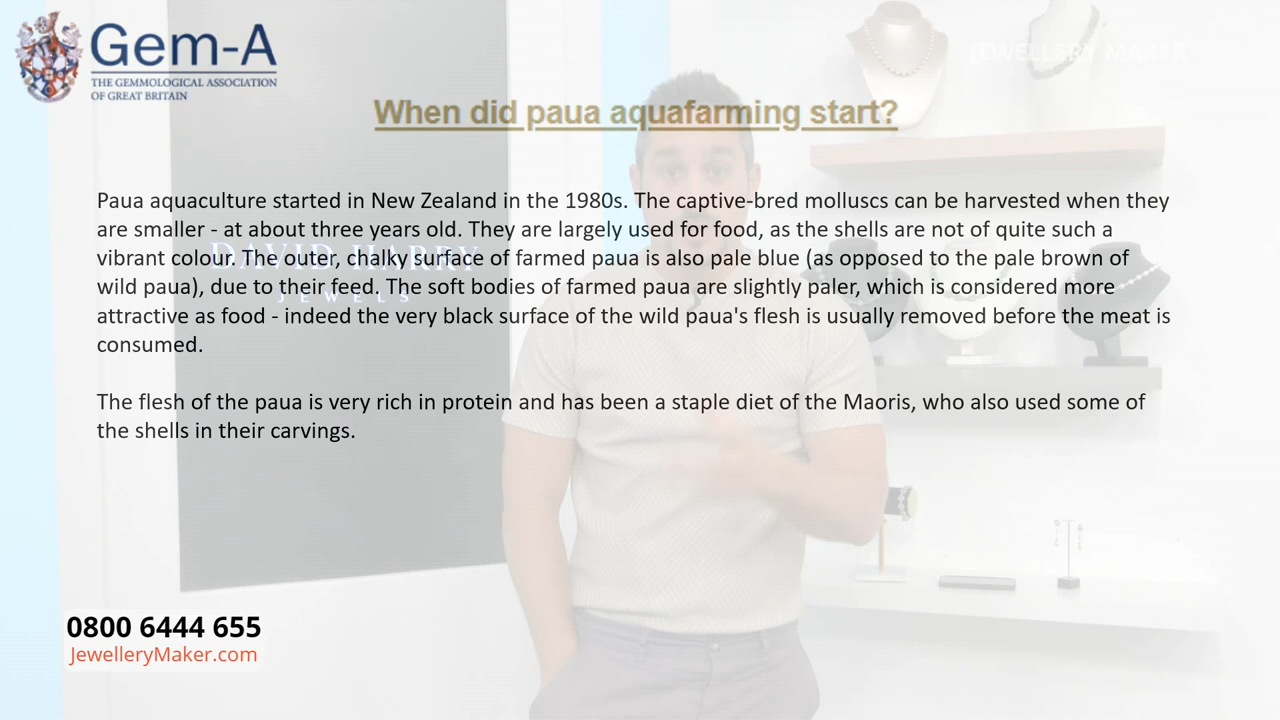 Gem-A
THE GEMMOLOGICAL ASSOCIATION
OF GREAT BRITAIN
JEWELLERY MAKER
When did paua aquafarming start?
Paua aquaculture started in New Zealand in the 1980s. The captive-bred molluscs can be harvested when they
are smaller - at about three years old. They are largely used for food, as the shells are not of quite such a
vibrant colour. The outer, chalky surface of farmed paua is also pale blue (as opposed to the pale brown of
wild paua), due to their feed. The soft bodies of farmed paua are slightly paler, which is considered more
attractive as food - indeed the very black surface of the wild paua's flesh is usually removed before the meat is
consumed.
The flesh of the paua is very rich in protein and has been a staple diet of the Maoris, who also used some of
the shells in their carvings.
DAVID HARRY
JEWELS
0800 6444 655
JewelleryMaker.com